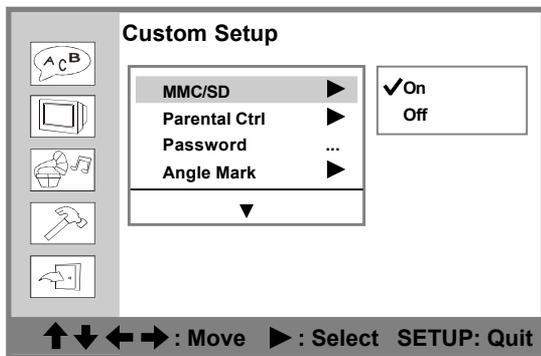 Custom Setup
A C B
MMC/SD ▶
Parental Ctrl ▶
Password ...
Angle Mark ▶
▼
✓On
Off
↑ ↓ ← → : Move ▶ : Select SETUP: Quit